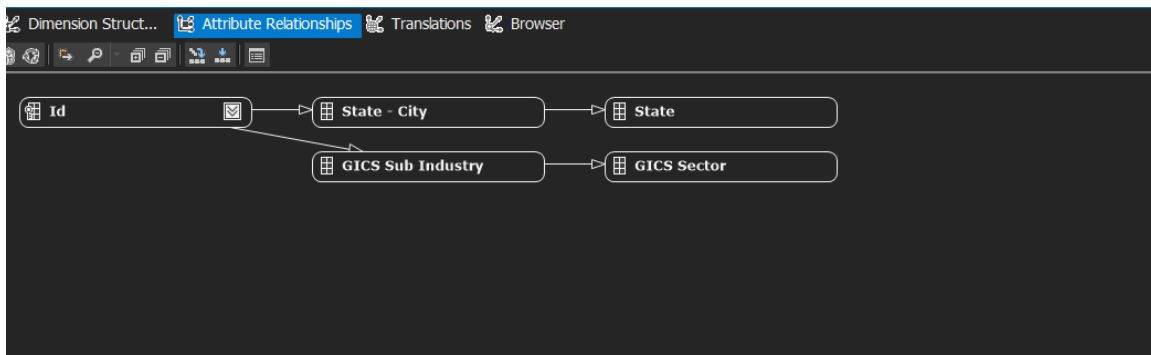 Dimension Struct... Attribute Relationships Translations Browser
Id State - City State
GICS Sub Industry GICS Sector